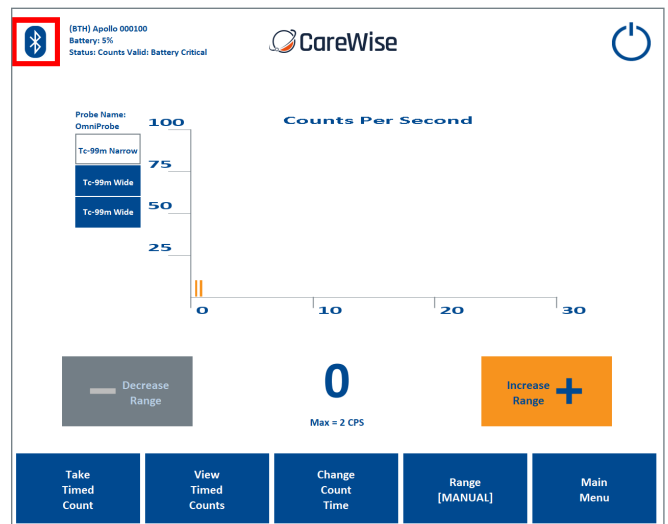 (BTH) Apollo 000100
Battery: 5%
Status: Counts Valid: Battery Critical
CareWise
Probe Name:
OmniProbe
Tc-99m Narrow
Tc-99m Wide
Tc-99m Wide
Counts Per Second
100
75
50
25
0
10
20
30
Decrease
Range
0
Max = 2 CPS
Increase
Range
Take
Timed
Count
View
Timed
Counts
Change
Count
Time
Range
[MANUAL]
Main
Menu